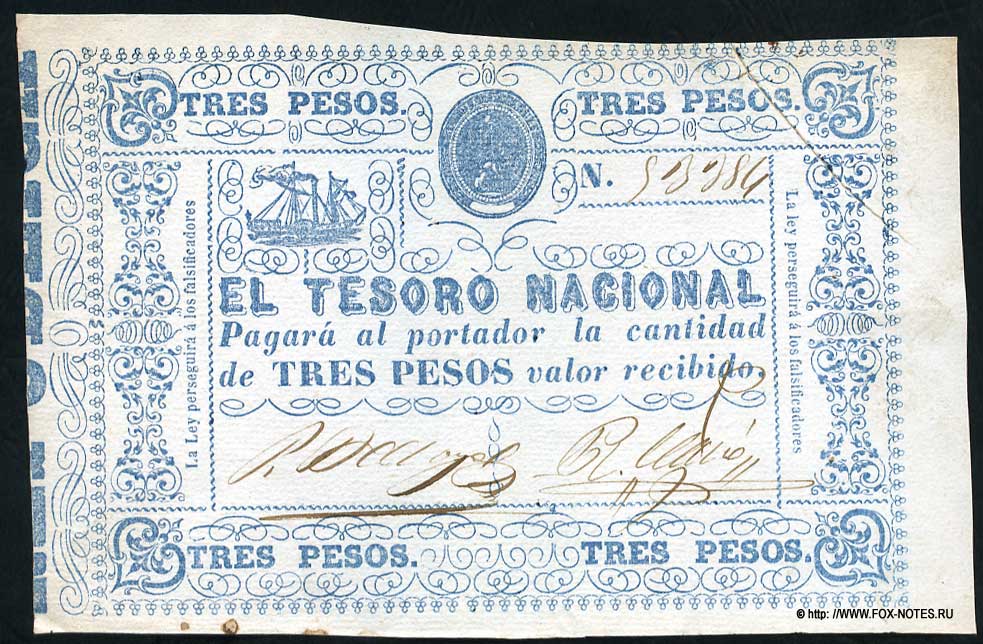 TRES PESOS. TRES PESOS.
N. 53384
La Ley perseguirá á los falsificadores
La ley perseguirá á los falsificadores
EL TESORO NACIONAL
Pagará al portador la cantidad
de TRES PESOS valor recibido.
TRES PESOS. TRES PESOS.
© http: //WWW.FOX-NOTES.RU